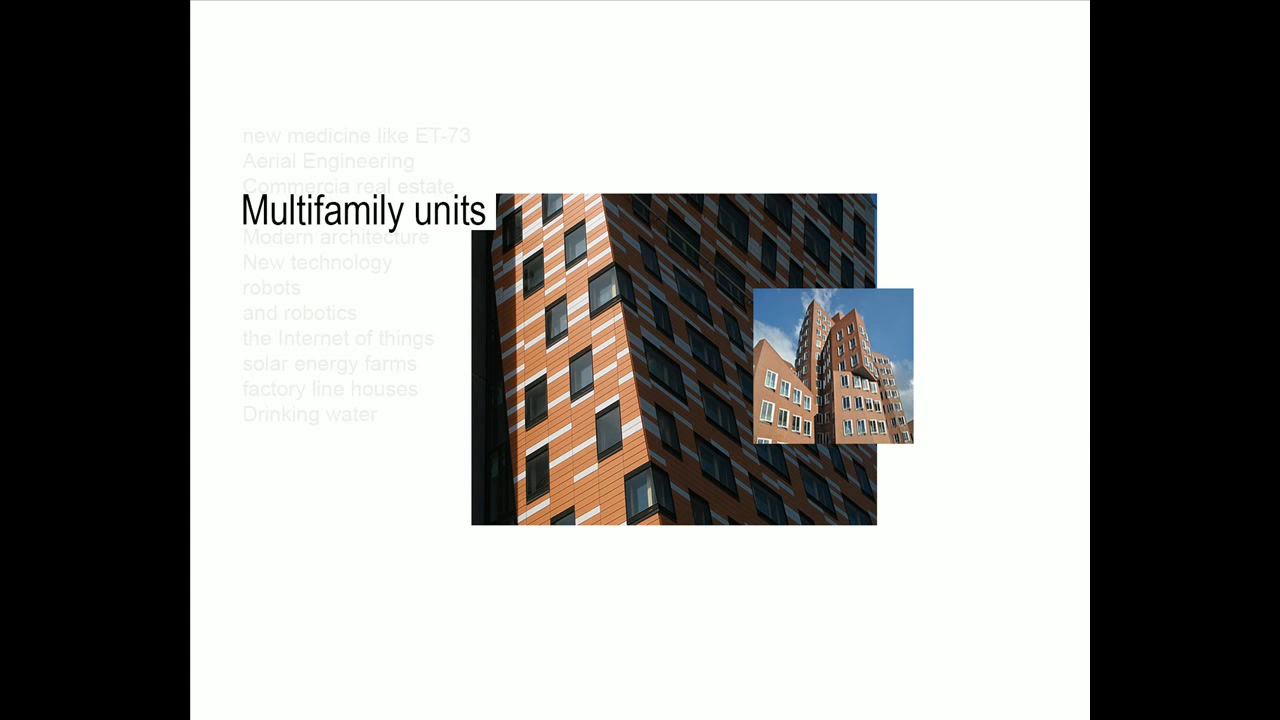 new medicine like ET-73
Aerial Engineering
Commercia real estate
Multifamily units
Modern architecture
New technology
robots
and robotics
the Internet of things
solar energy farms
factory line houses
Drinking water